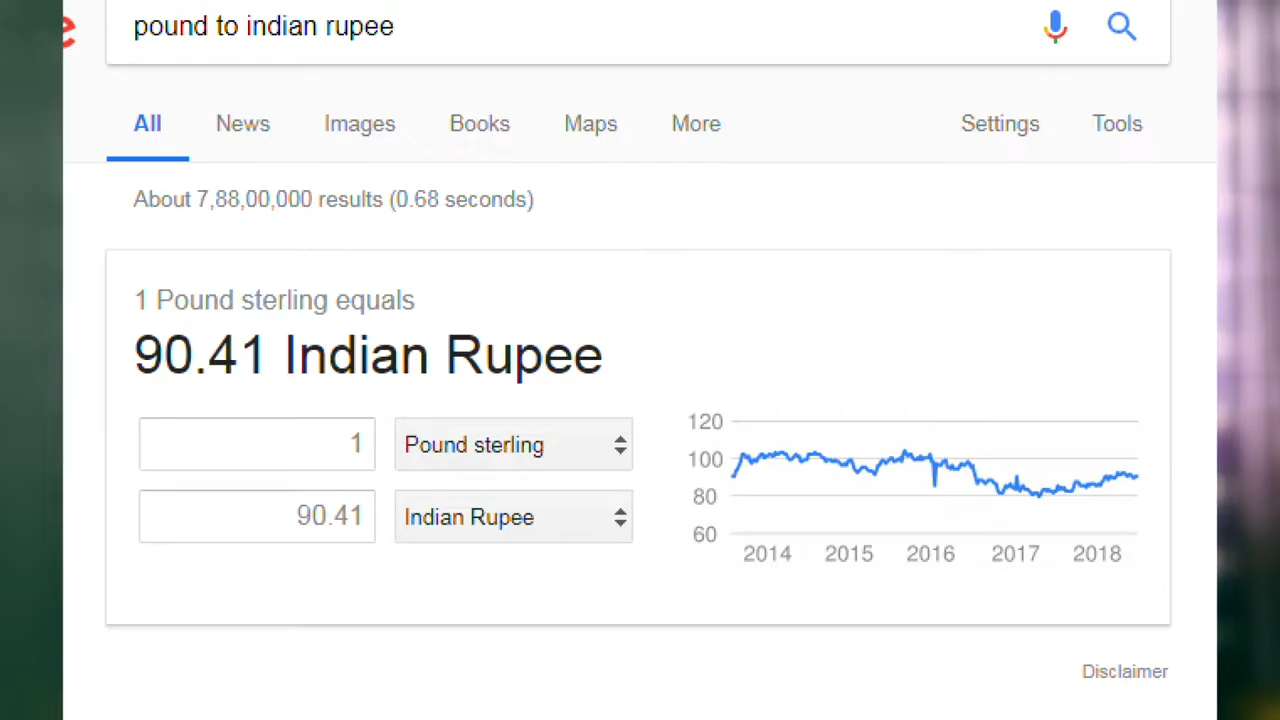 e
pound to indian rupee
All News Images Books Maps More Settings Tools
About 7,88,00,000 results (0.68 seconds)
1 Pound sterling equals
90.41 Indian Rupee
1 Pound sterling
90.41 Indian Rupee
120
100
80
60
2014 2015 2016 2017 2018
Disclaimer